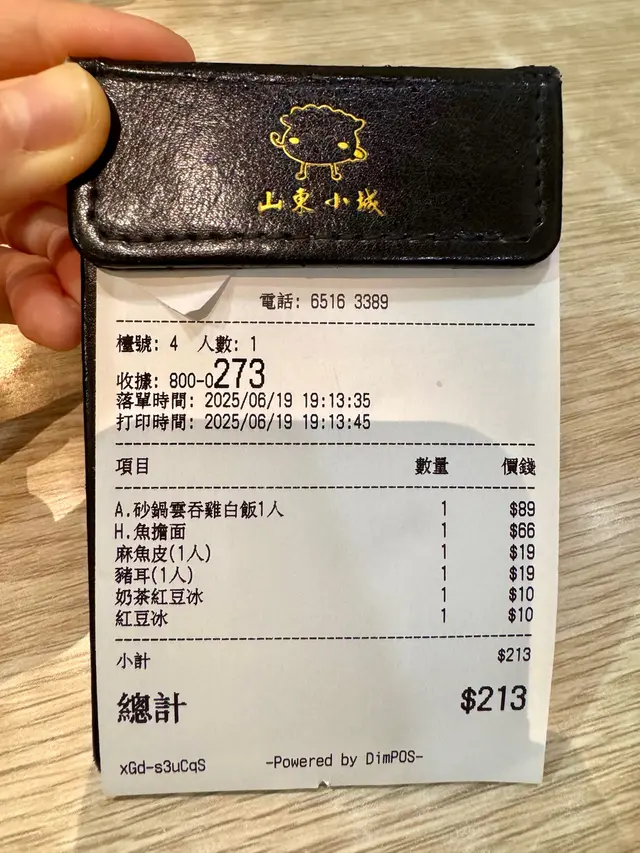 山東小城
電話: 6516 3389
檯號: 4 人數: 1
收據: 800-0273
落單時間: 2025/06/19 19:13:35
打印時間: 2025/06/19 19:13:45
項目 數量 價錢
A.砂鍋雲吞雞白飯1人 1 $89
H.魚擔面 1 $66
麻魚皮(1人) 1 $19
豬耳(1人) 1 $19
奶茶紅豆冰 1 $10
紅豆冰 1 $10
小計 $213
總計 $213
xGd-s3uCqS -Powered by DimPOS-